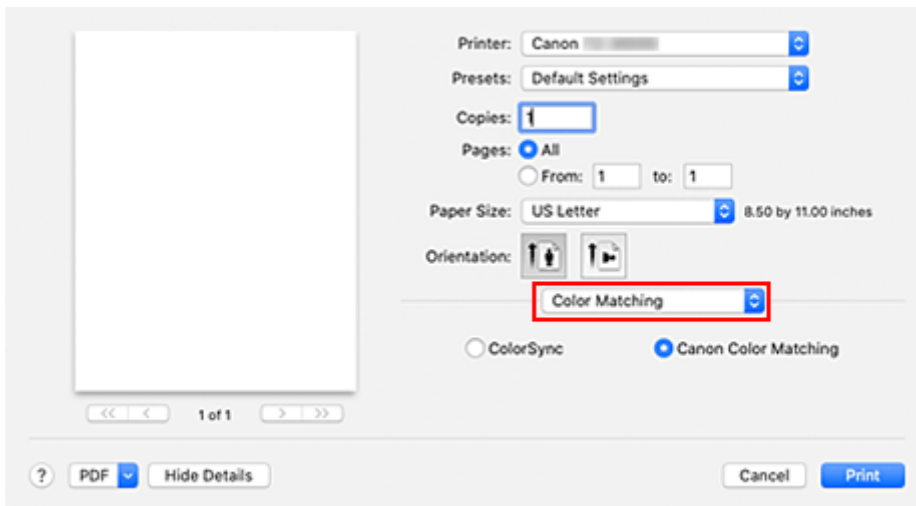 Printer: Canon
Presets: Default Settings
Copies: 1
Pages: All
From: 1 to: 1
Paper Size: US Letter 8.50 by 11.00 inches
Orientation:
Color Matching
ColorSync Canon Color Matching
<< < 1 of 1 > >>
? PDF Hide Details Cancel Print